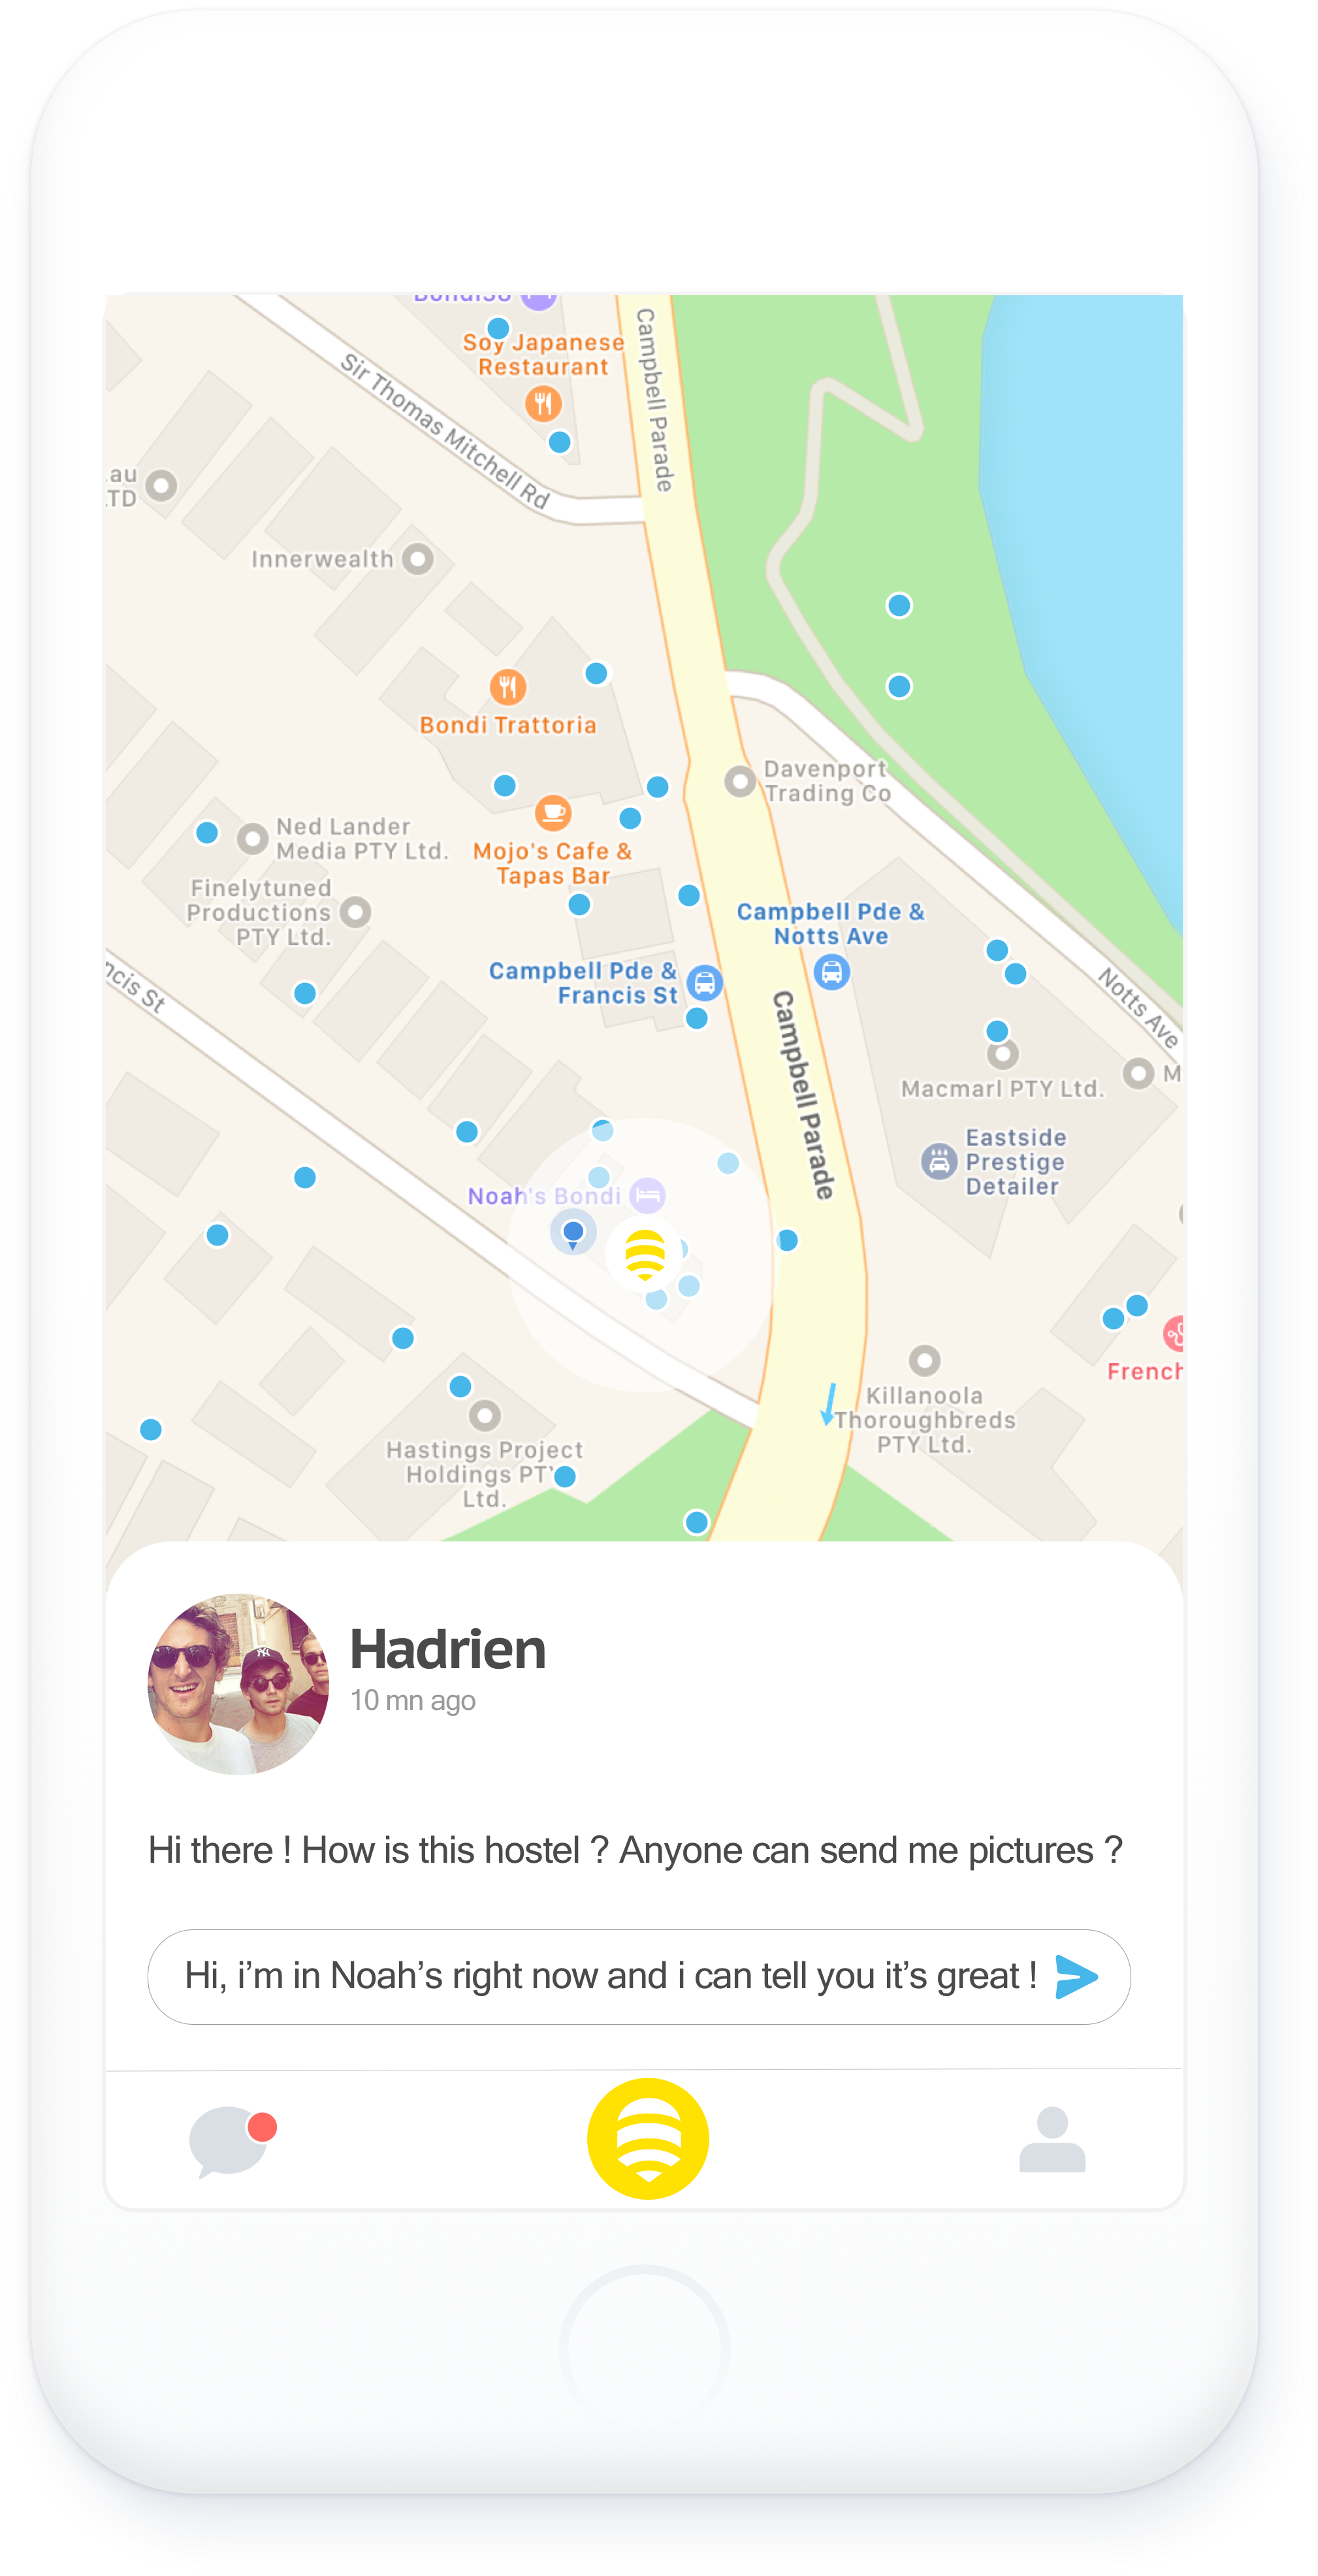 Soy Japanese
Restaurant
Campbell Parade
Sir Thomas Mitchell Rd
TD
Innerwealth
Bondi Trattoria
Davenport
Trading Co
Ned Lander
Media PTY Ltd.
Mojo's Cafe &
Tapas Bar
Finelytuned
Productions
PTY Ltd.
Campbell Pde &
Notts Ave
Campbell Pde &
Francis St
ncis St
Campbell Parade
Notts Ave
Macmarl PTY Ltd.
M
Eastside
Prestige
Detailer
Noah's Bondi
French
Killanoola
Thoroughbreds
PTY Ltd.
Hastings Project
Holdings PTY
Ltd.
Hadrien
10 mn ago
Hi there ! How is this hostel ? Anyone can send me pictures ?
Hi, i’m in Noah’s right now and i can tell you it’s great !